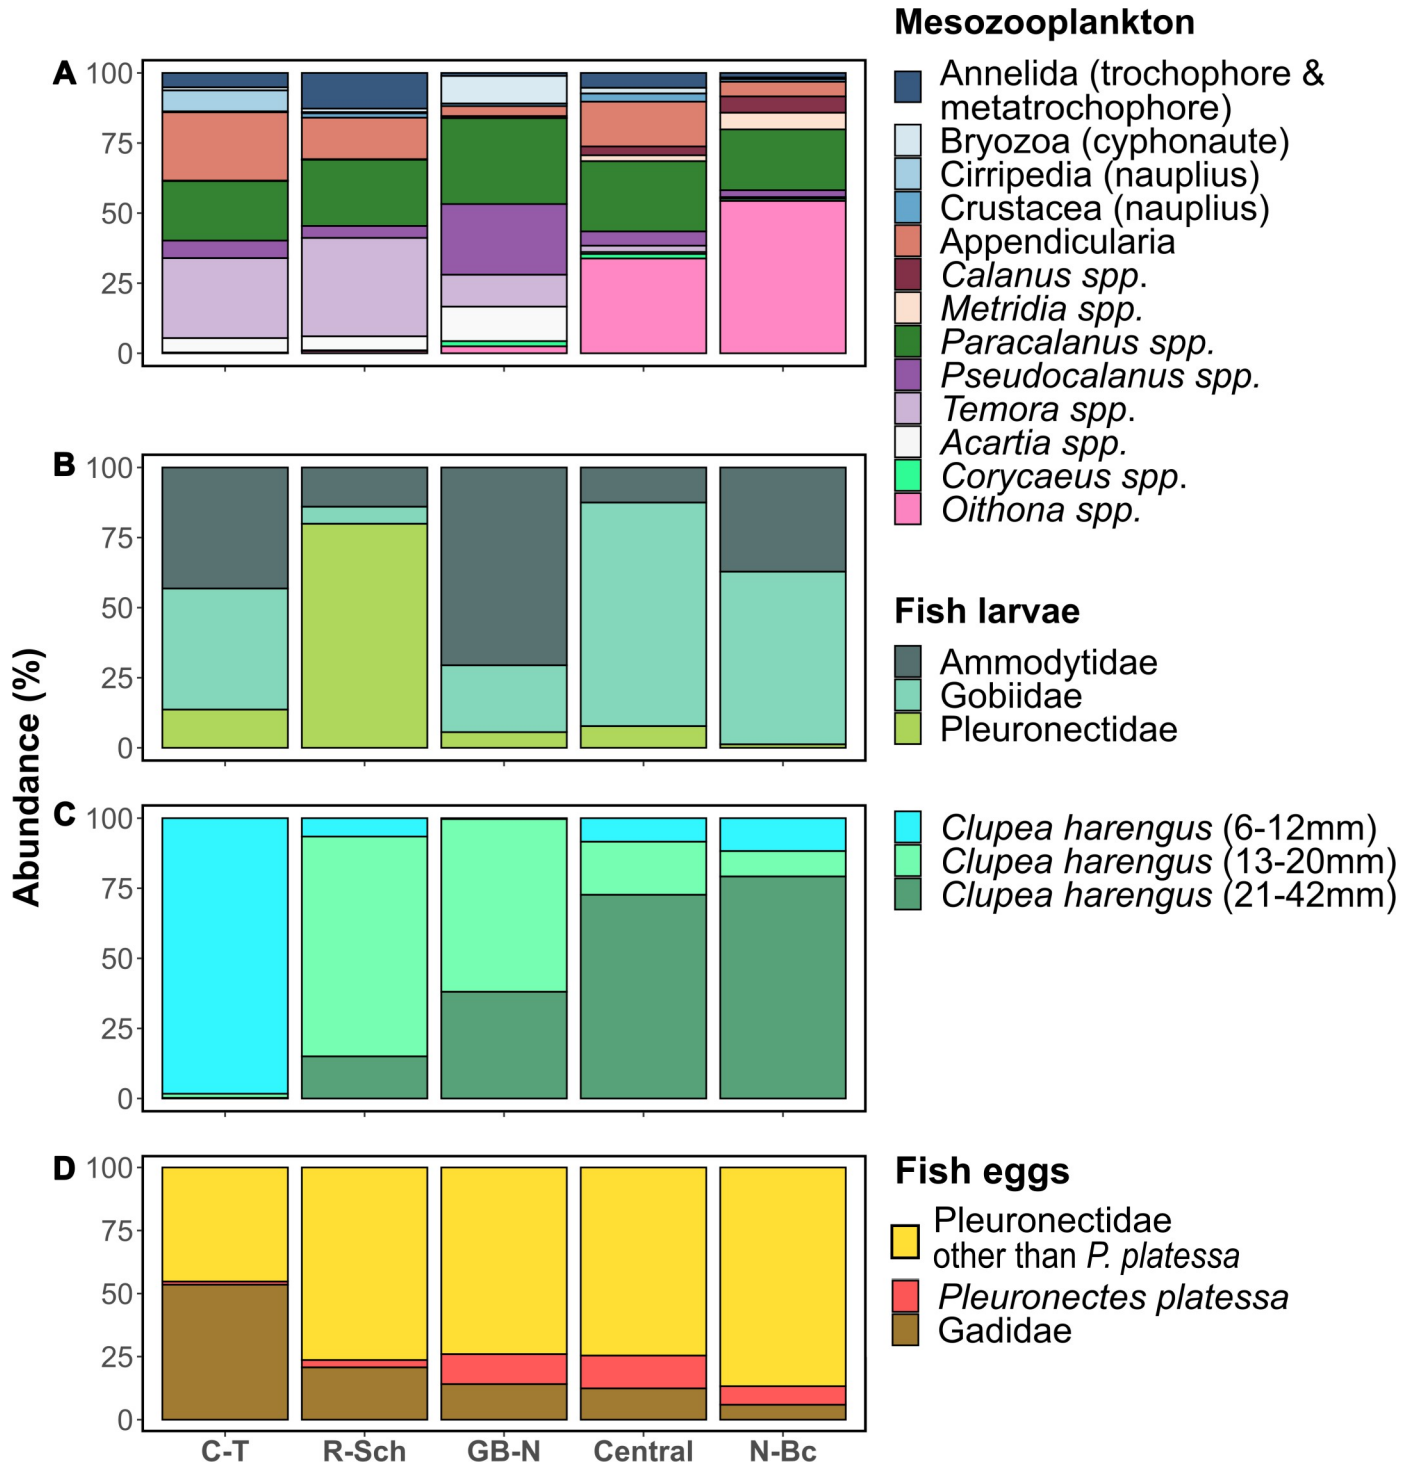 Mesozooplankton
A
100
75
50
25
0
Annelida (trochophore &
metatrochophore)
Bryozoa (cyphonaute)
Cirripedia (nauplius)
Crustacea (nauplius)
Appendicularia
Calanus spp.
Metridia spp.
Paracalanus spp.
Pseudocalanus spp.
Temora spp.
Acartia spp.
Corycaeus spp.
Oithona spp.
B
100
75
50
25
0
Fish larvae
Ammodytidae
Gobiidae
Pleuronectidae
Abundance (%)
C
100
75
50
25
0
Clupea harengus (6-12mm)
Clupea harengus (13-20mm)
Clupea harengus (21-42mm)
D
100
75
50
25
0
Fish eggs
Pleuronectidae
other than P. platessa
Pleuronectes platessa
Gadidae
C-T R-Sch GB-N Central N-Bc